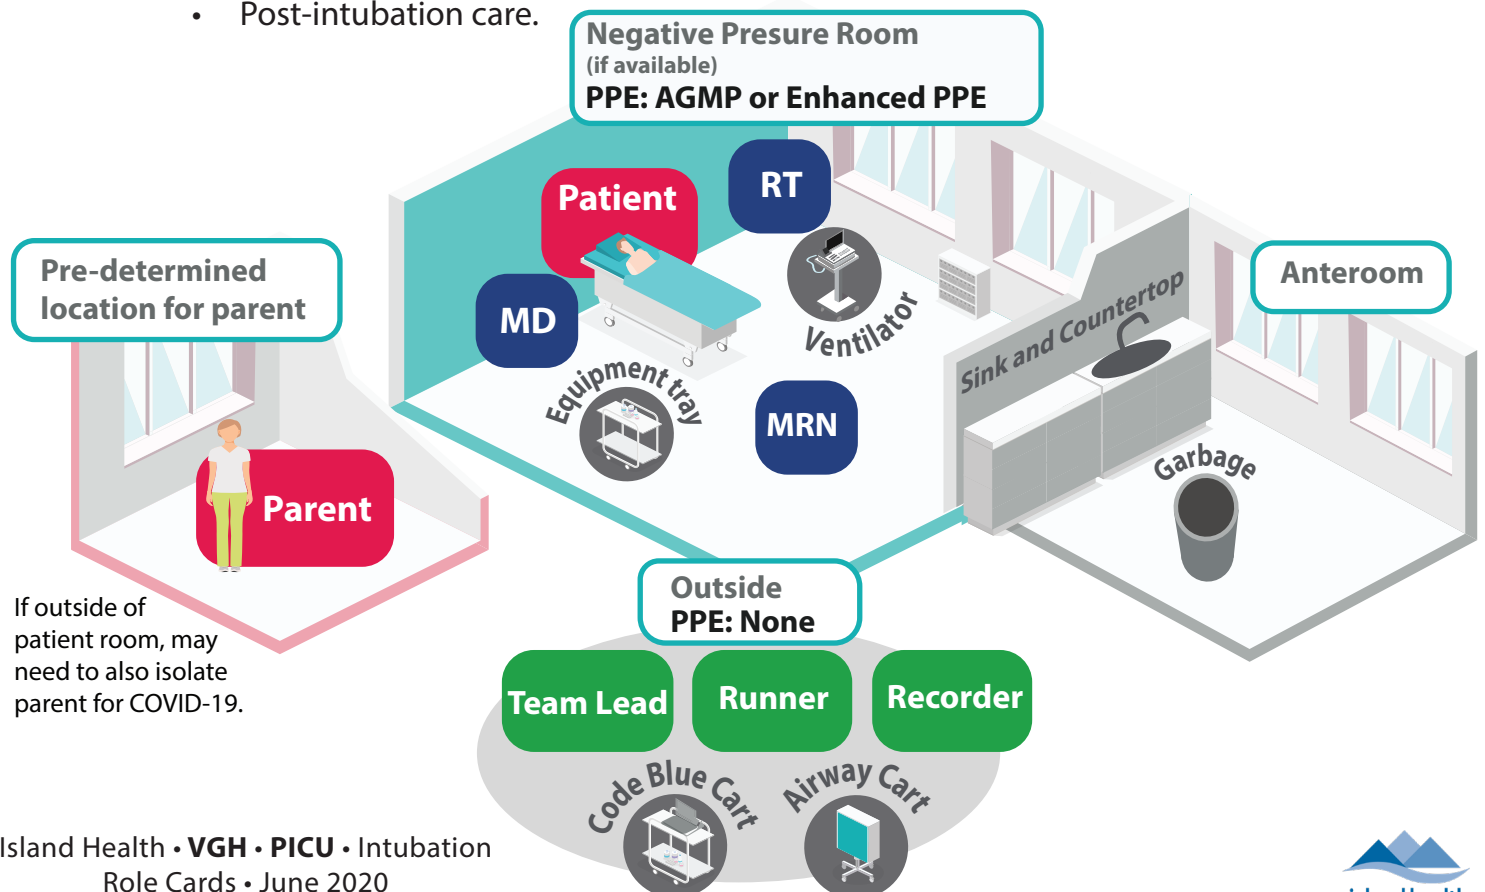 • Post-intubation care.
Negative Presure Room
(if available)
PPE: AGMP or Enhanced PPE
Patient
RT
MD
Ventilator
Equipment tray
MRN
Pre-determined
location for parent
Parent
If outside of
patient room, may
need to also isolate
parent for COVID-19.
Anteroom
Sink and Countertop
Garbage
Outside
PPE: None
Team Lead
Runner
Recorder
Code Blue Cart
Airway Cart
Island Health • VGH • PICU • Intubation
Role Cards • June 2020